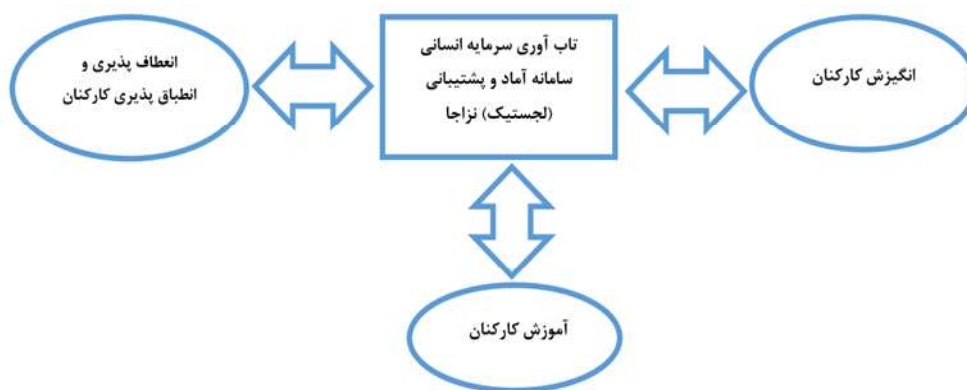 تاب آوری سرمایه انسانی
سامانه آماد و پشتیبانی
(لجستیک) نزاجا
انگیزش کارکنان
انعطاف پذیری و
انطباق پذیری کارکنان
آموزش کارکنان